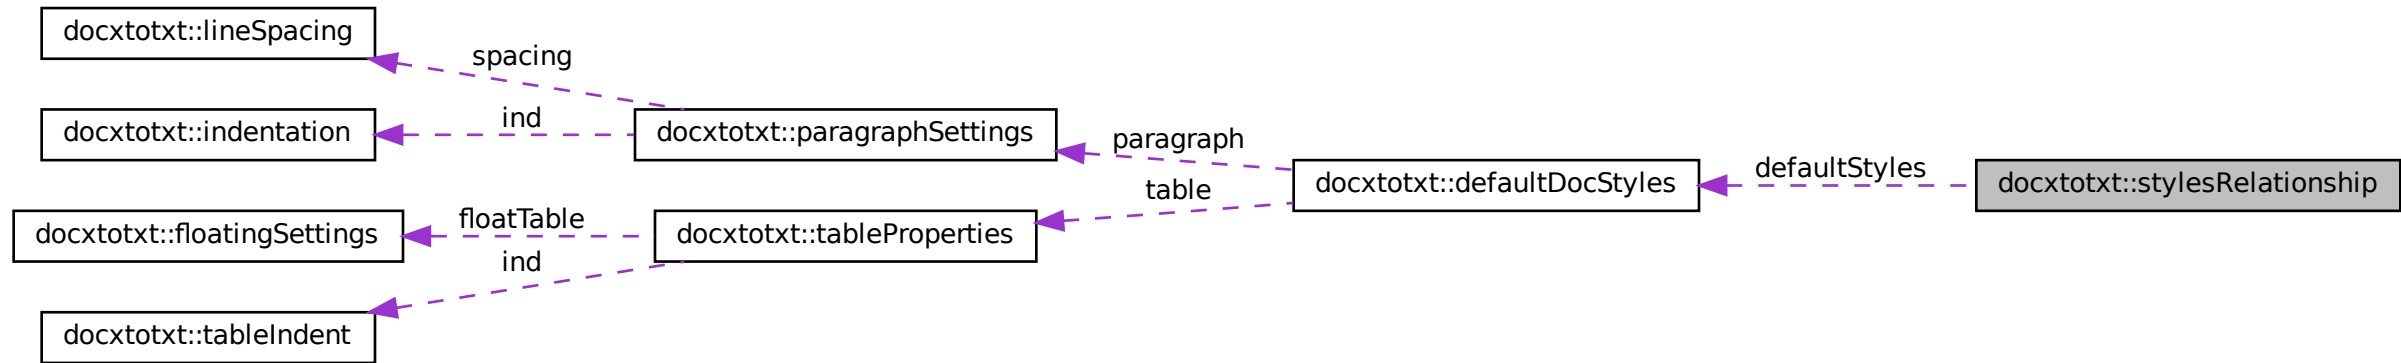 docxtotxt::lineSpacing
spacing
docxtotxt::indentation
ind
docxtotxt::paragraphSettings
paragraph
docxtotxt::defaultDocStyles
defaultStyles
docxtotxt::stylesRelationship
table
docxtotxt::floatingSettings
floatTable
docxtotxt::tableProperties
ind
docxtotxt::tableIndent